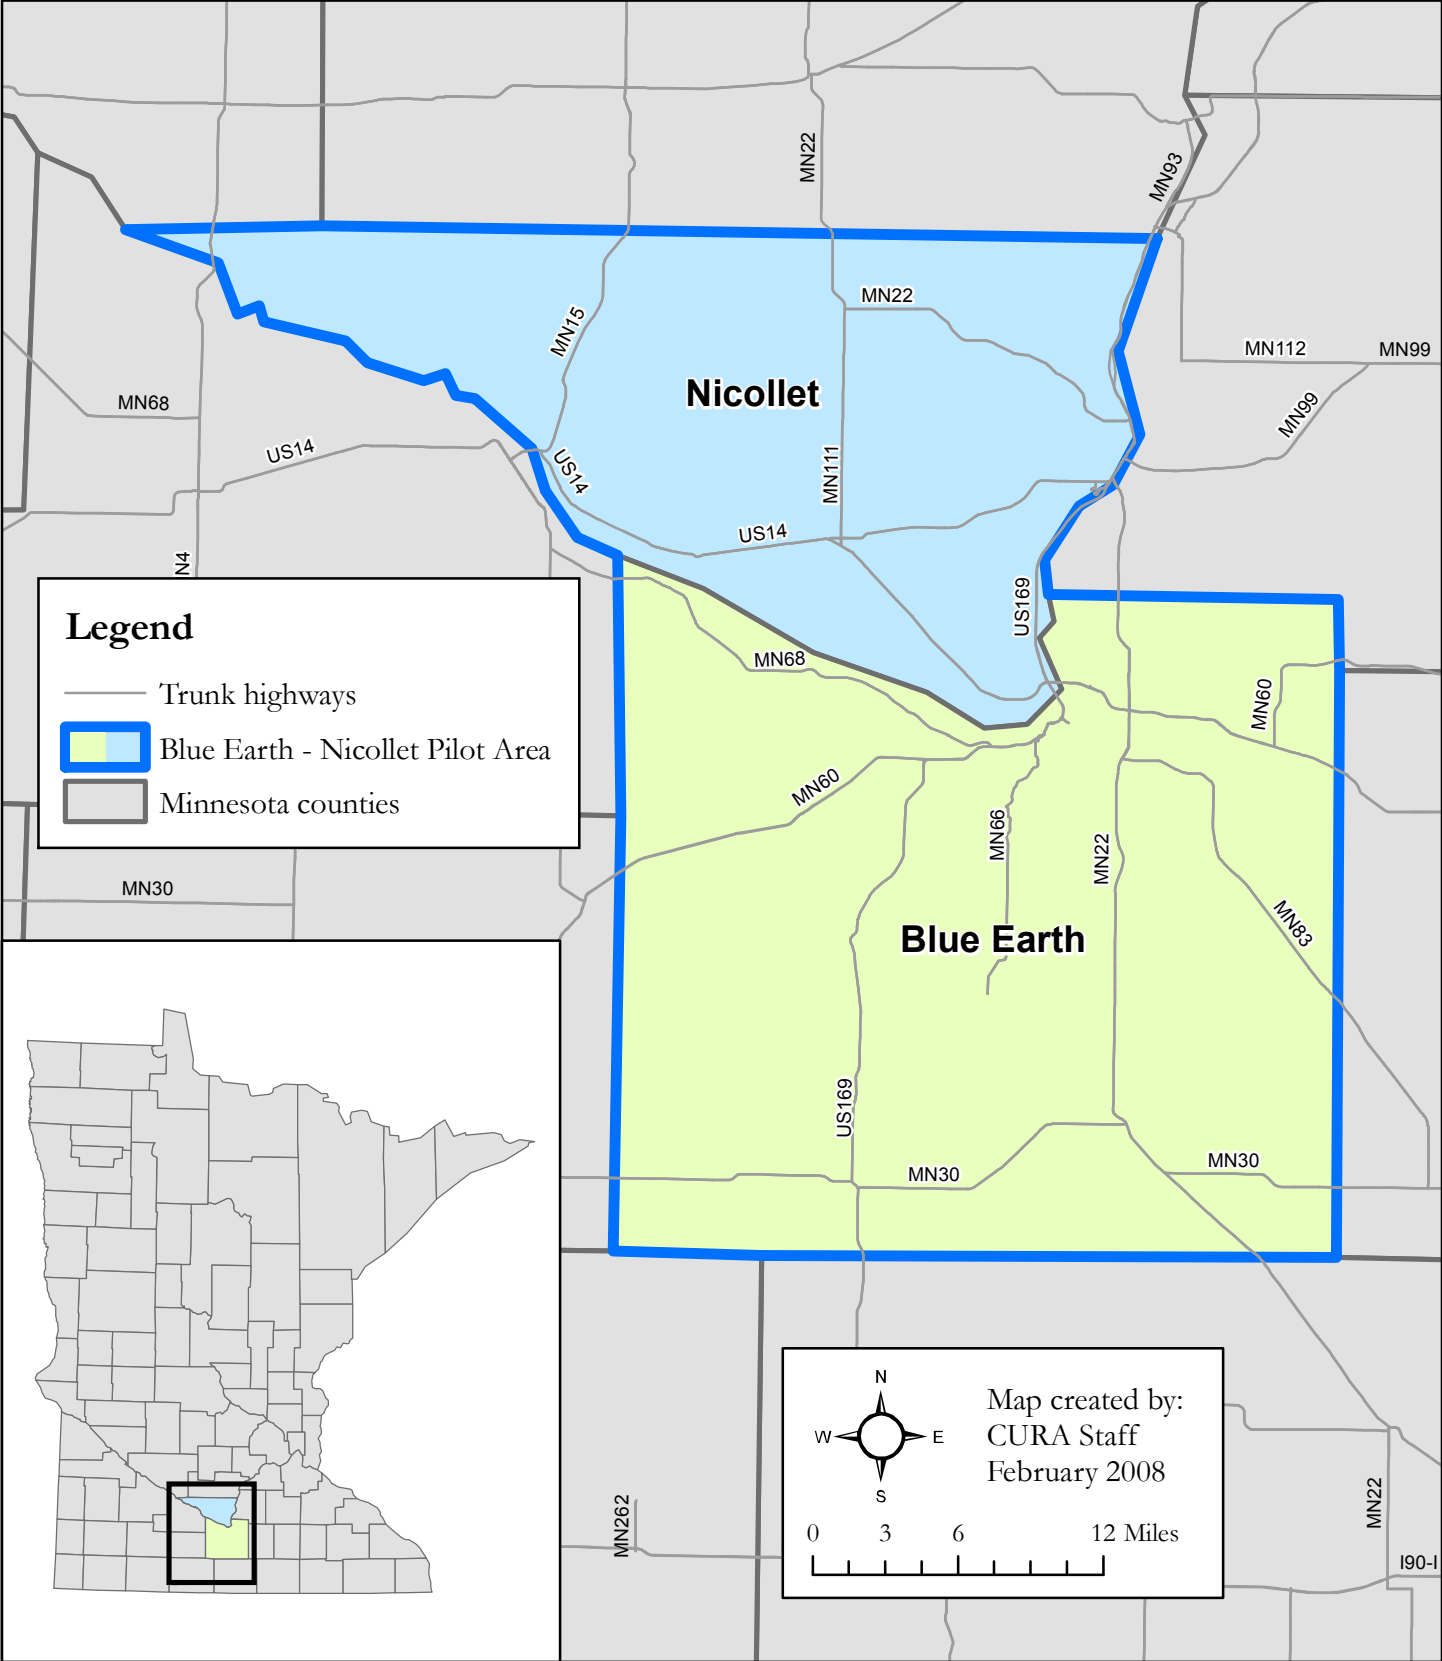 MN22
MN93
MN22
MN15
MN112
MN99
Nicollet
MN68
MN99
US14
US14
MN111
US14
N4
US169
Legend
Trunk highways
Blue Earth - Nicollet Pilot Area
Minnesota counties
MN68
MN60
MN60
MN66
MN22
MN30
MN83
Blue Earth
US169
MN30
MN30
N
W
E
S
Map created by:
CURA Staff
February 2008
0 3 6 12 Miles
MN262
MN22
I90-I